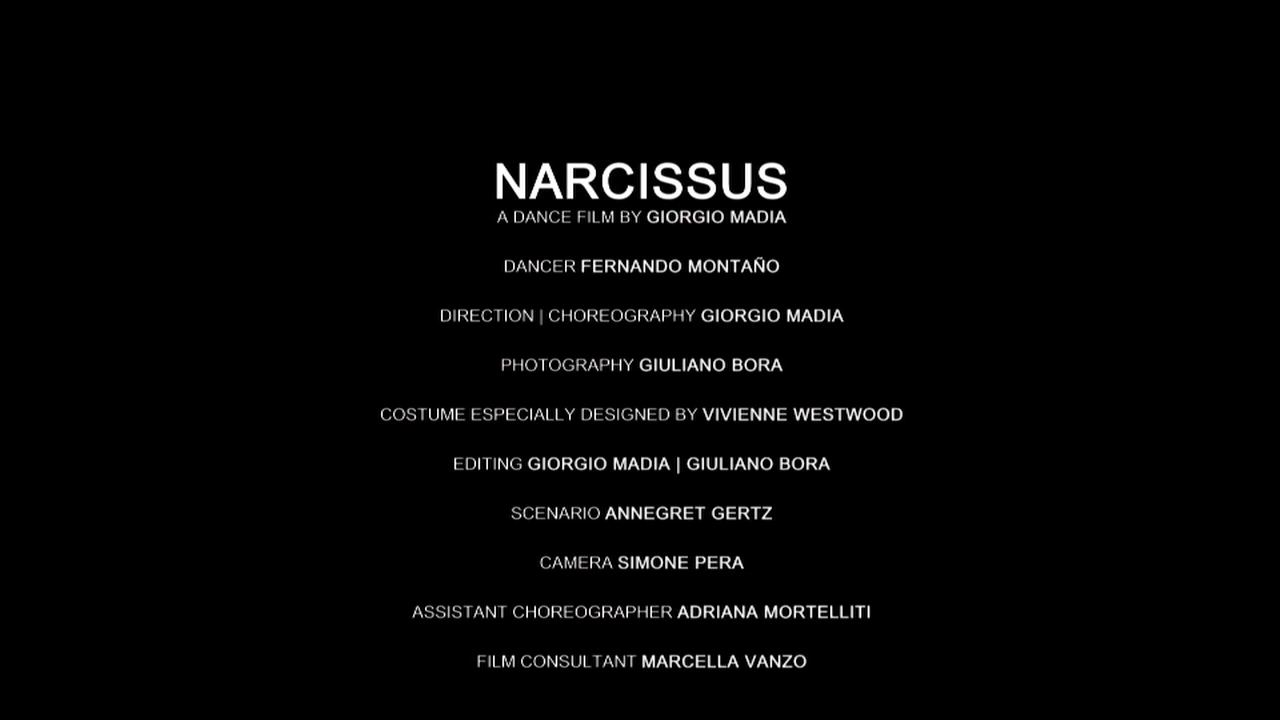 NARCISSUS
A DANCE FILM BY GIORGIO MADIA
DANCER FERNANDO MONTAÑO
DIRECTION | CHOREOGRAPHY GIORGIO MADIA
PHOTOGRAPHY GIULIANO BORA
COSTUME ESPECIALLY DESIGNED BY VIVIENNE WESTWOOD
EDITING GIORGIO MADIA | GIULIANO BORA
SCENARIO ANNEGRET GERTZ
CAMERA SIMONE PERA
ASSISTANT CHOREOGRAPHER ADRIANA MORTELLITI
FILM CONSULTANT MARCELLA VANZO